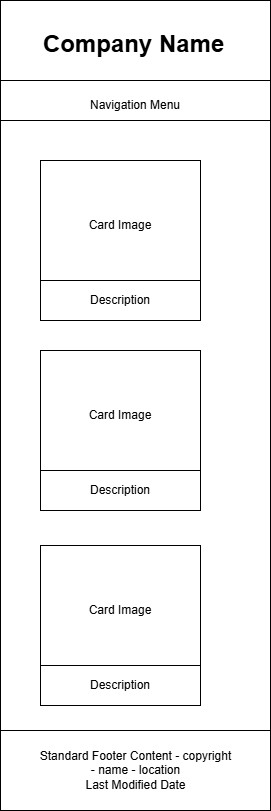 Company Name
Navigation Menu
Card Image
Description
Card Image
Description
Card Image
Description
Standard Footer Content - copyright
- name - location
Last Modified Date